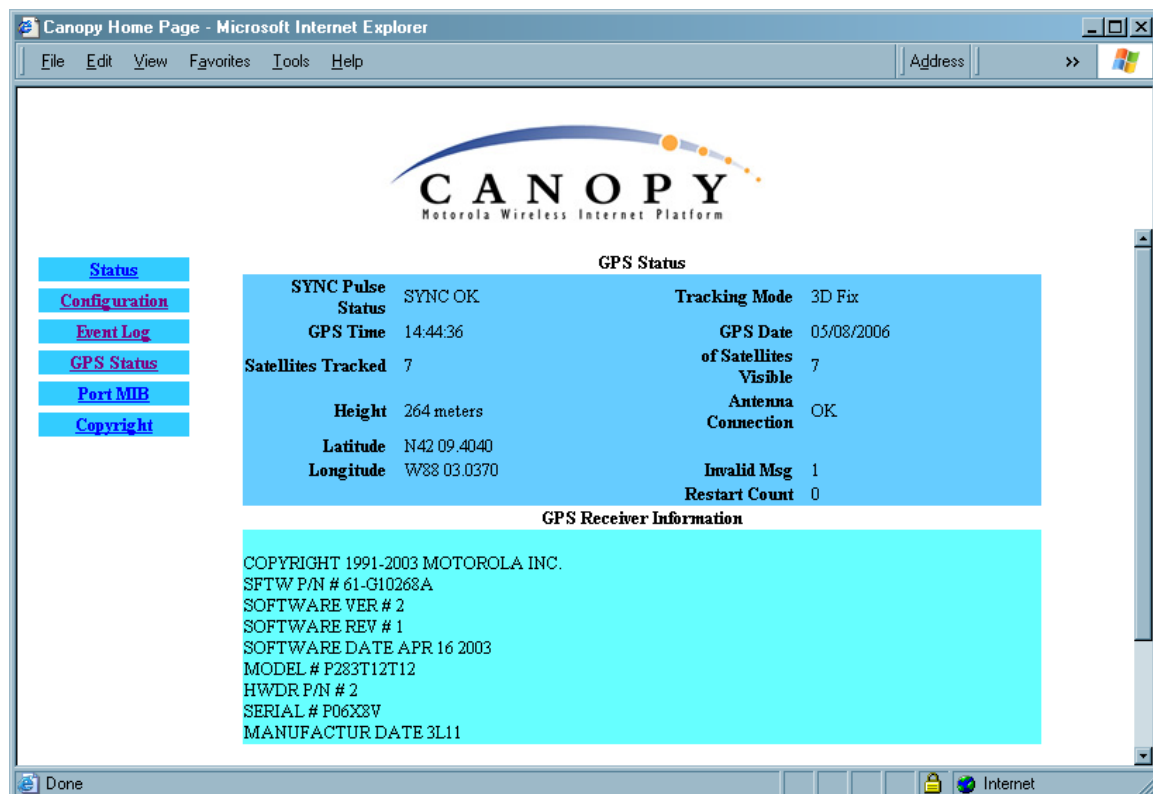 Canopy Home Page - Microsoft Internet Explorer
File Edit View Favorites Tools Help Address »
CANOPY
Motorola Wireless Internet Platform
Status
Configuration
Event Log
GPS Status
Port MIB
Copyright
GPS Status
SYNC Pulse Status SYNC OK Tracking Mode 3D Fix
GPS Time 14:44:36 GPS Date 05/08/2006
Satellites Tracked 7 of Satellites Visible 7
Height 264 meters Antenna Connection OK
Latitude N42 09.4040
Longitude W88 03.0370 Invalid Msg 1
Restart Count 0
GPS Receiver Information
COPYRIGHT 1991-2003 MOTOROLA INC.
SFTW P/N # 61-G10268A
SOFTWARE VER # 2
SOFTWARE REV # 1
SOFTWARE DATE APR 16 2003
MODEL # P283T12T12
HWDR P/N # 2
SERIAL # P06X8V
MANUFACTUR DATE 3L11
Done Internet